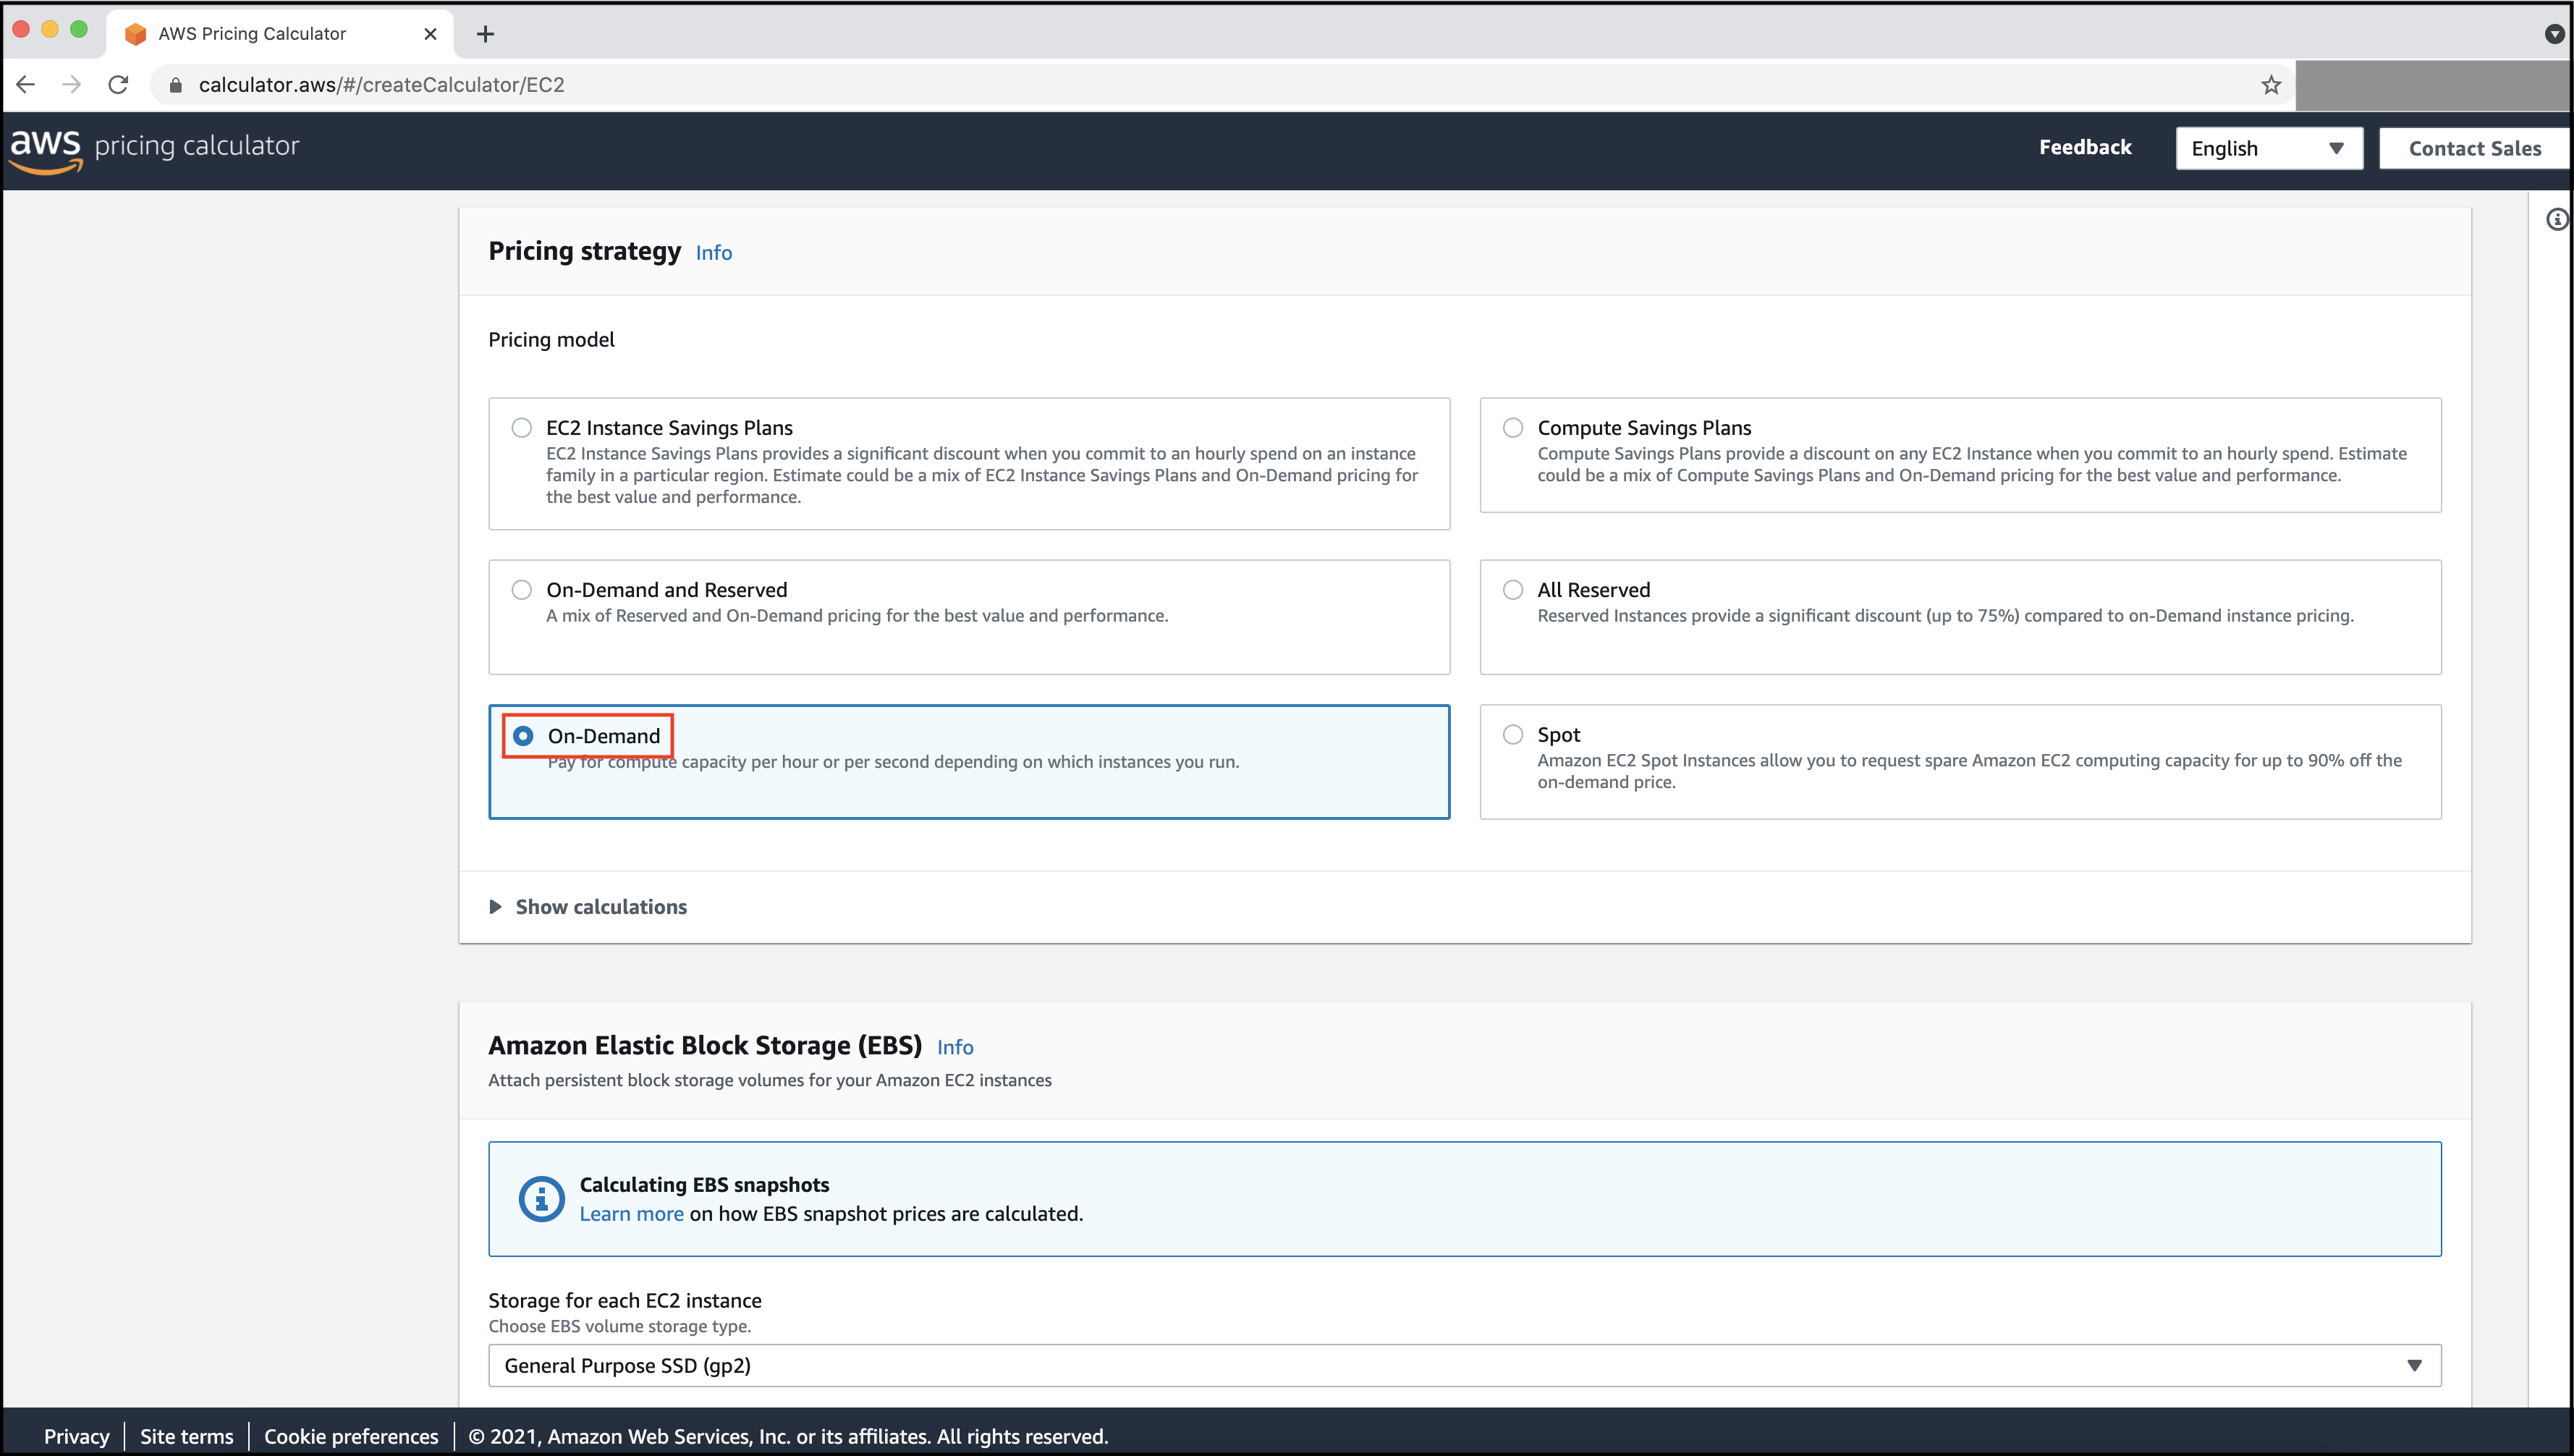 AWS Pricing Calculator
calculator.aws/#/createCalculator/EC2
aws pricing calculator
Feedback
English
Contact Sales
Pricing strategy Info
Pricing model
EC2 Instance Savings Plans
EC2 Instance Savings Plans provides a significant discount when you commit to an hourly spend on an instance
family in a particular region. Estimate could be a mix of EC2 Instance Savings Plans and On-Demand pricing for
the best value and performance.
Compute Savings Plans
Compute Savings Plans provide a discount on any EC2 Instance when you commit to an hourly spend. Estimate
could be a mix of Compute Savings Plans and On-Demand pricing for the best value and performance.
On-Demand and Reserved
A mix of Reserved and On-Demand pricing for the best value and performance.
All Reserved
Reserved Instances provide a significant discount (up to 75%) compared to on-Demand instance pricing.
On-Demand
Pay for compute capacity per hour or per second depending on which instances you run.
Spot
Amazon EC2 Spot Instances allow you to request spare Amazon EC2 computing capacity for up to 90% off the
on-demand price.
Show calculations
Amazon Elastic Block Storage (EBS) Info
Attach persistent block storage volumes for your Amazon EC2 instances
Calculating EBS snapshots
Learn more on how EBS snapshot prices are calculated.
Storage for each EC2 instance
Choose EBS volume storage type.
General Purpose SSD (gp2)
Privacy
Site terms
Cookie preferences
© 2021, Amazon Web Services, Inc. or its affiliates. All rights reserved.